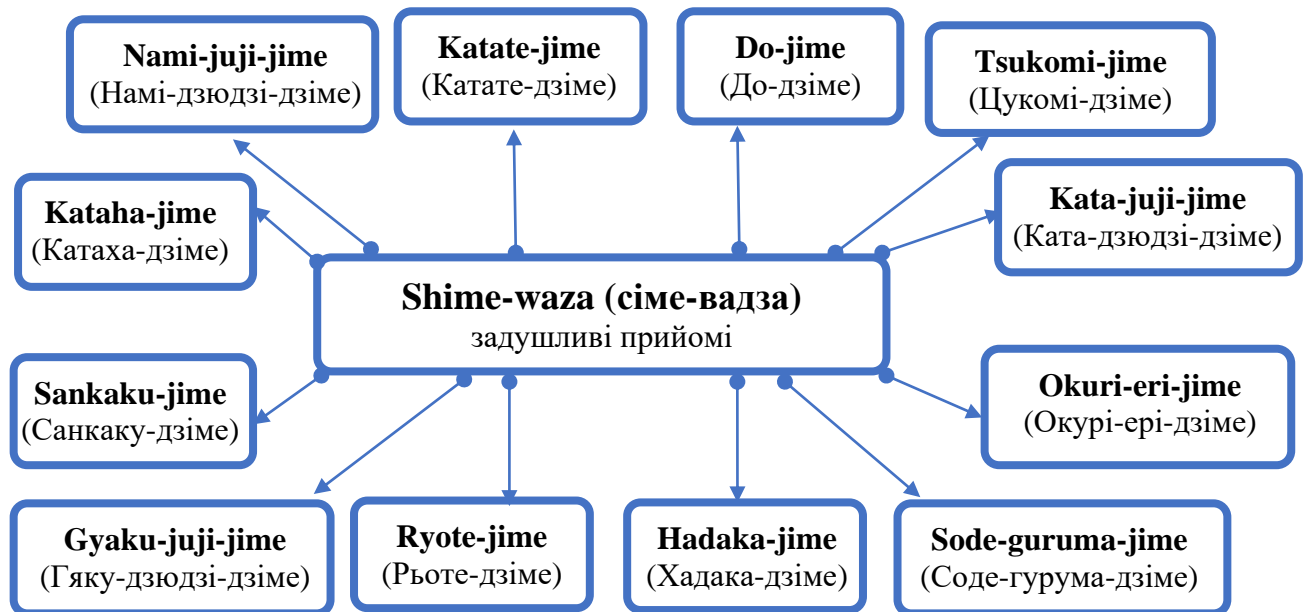 Nami-juji-jime
(Намі-дзюдзі-дзіме)
Katate-jime
(Катате-дзіме)
Do-jime
(До-дзіме)
Tsukomi-jime
(Цукомі-дзіме)
Kataha-jime
(Катаха-дзіме)
Kata-juji-jime
(Ката-дзюдзі-дзіме)
Shime-waza (сіме-вадза)
задушливі прийомі
Sankaku-jime
(Санкаку-дзіме)
Okuri-eri-jime
(Окурі-ері-дзіме)
Gyaku-juji-jime
(Гяку-дзюдзі-дзіме)
Ryote-jime
(Рьоте-дзіме)
Hadaka-jime
(Хадака-дзіме)
Sode-guruma-jime
(Соде-гурума-дзіме)